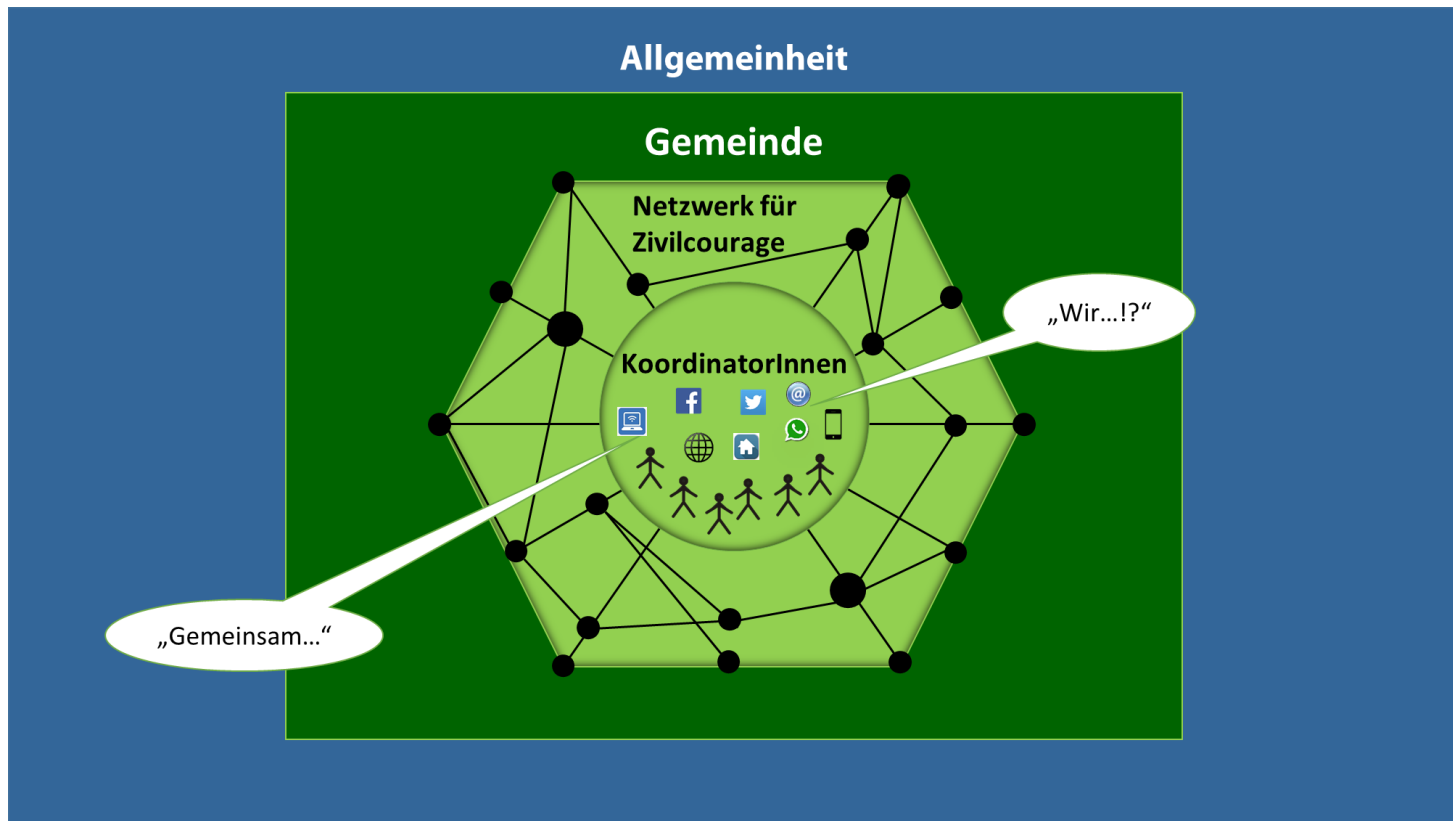 Allgemeinheit
Gemeinde
Netzwerk für
Zivilcourage
„Wir...!?“
KoordinatorInnen
@
„Gemeinsam...“